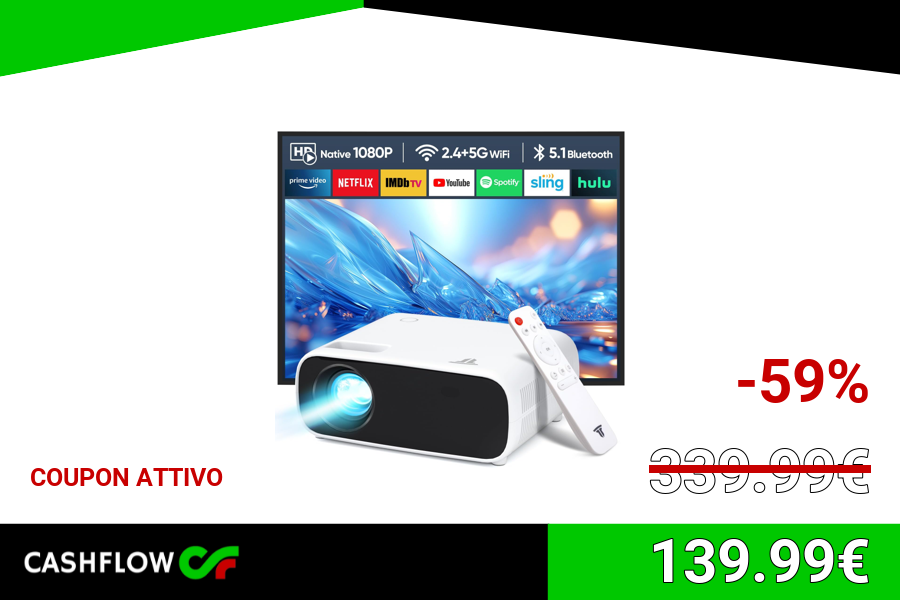 HD Native 1080P 2.4+5G WiFi 5.1 Bluetooth
prime video NETFLIX IMDb TV YouTube Spotify sling hulu
-59%
339.99€
COUPON ATTIVO
CASHFLOW
139.99€